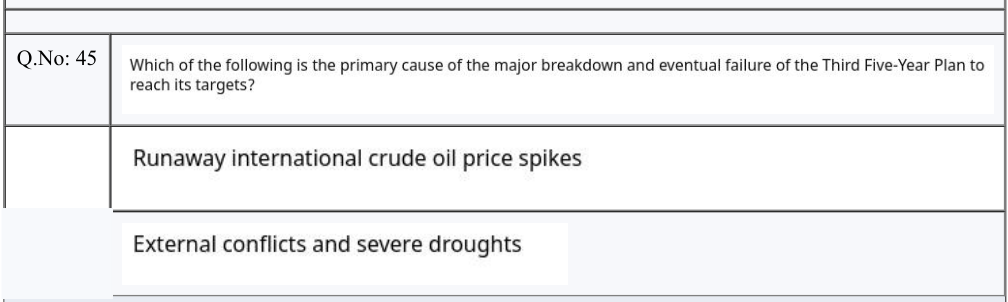 Q.No: 45
Which of the following is the primary cause of the major breakdown and eventual failure of the Third Five-Year Plan to
reach its targets?
Runaway international crude oil price spikes
External conflicts and severe droughts